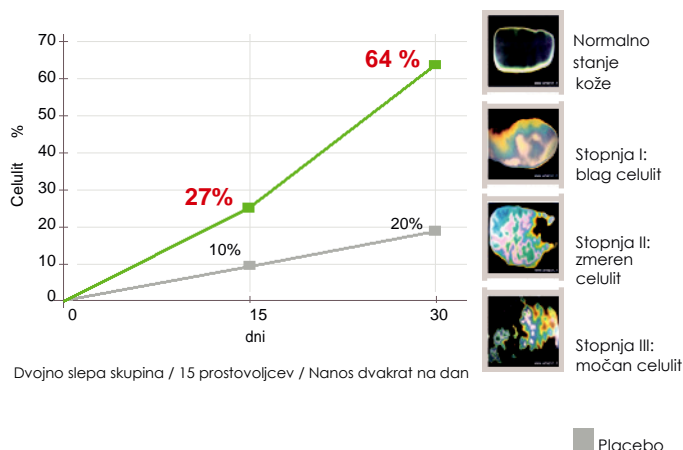 70
60
50
40
30
20
10
0
Celulit %
64 %
27%
20%
10%
0
15
30
dni
Dvojno slepa skupina / 15 prostovoljcev / Nanos dvakrat na dan
Normalno
stanje
kože
Stopnja I:
blag celulit
Stopnja II:
zmeren
celulit
Stopnja III:
močan celulit
Placebo